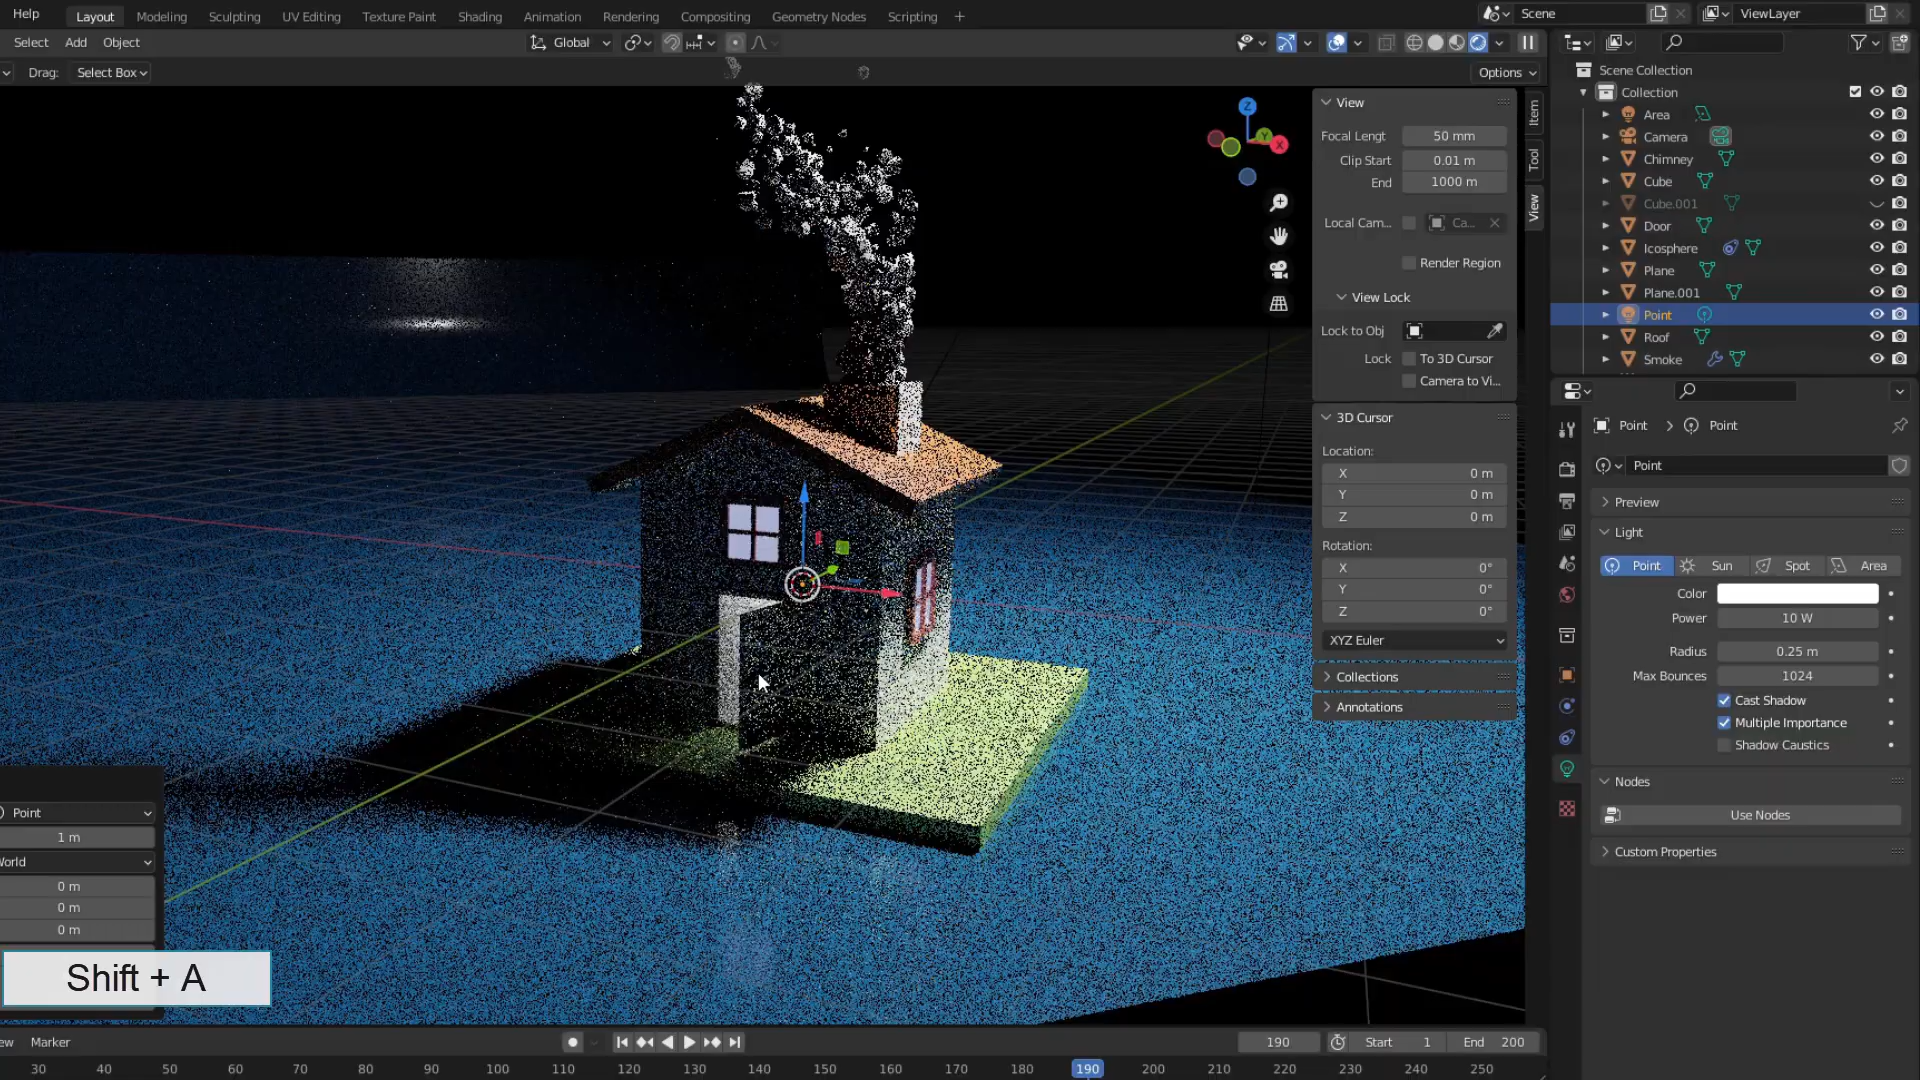 Help
Layout Modeling Sculpting UV Editing Texture Paint Shading Animation Rendering Compositing Geometry Nodes Scripting +
Scene
ViewLayer
Select Add Object
Global
Drag: Select Box
Options
View
Focal Lengt 50 mm
Clip Start 0.01 m
End 1000 m
Local Cam... Ca...
Render Region
View Lock
Lock to Obj
Lock To 3D Cursor
Camera to Vi...
3D Cursor
Location:
X 0 m
Y 0 m
Z 0 m
Rotation:
X 0°
Y 0°
Z 0°
XYZ Euler
Collections
Annotations
Item
Tool
View
Z
Y
X
Scene Collection
Collection
Area
Camera
Chimney
Cube
Cube.001
Door
Icosphere
Plane
Plane.001
Point
Roof
Smoke
Point > Point
Point
Preview
Light
Point Sun Spot Area
Color
Power 10 W
Radius 0.25 m
Max Bounces 1024
Cast Shadow
Multiple Importance
Shadow Caustics
Nodes
Use Nodes
Custom Properties
Point
1 m
World
0 m
0 m
0 m
Shift + A
ew Marker
190 Start 1 End 200
30 40 50 60 70 80 90 100 110 120 130 140 150 160 170 180 190 200 210 220 230 240 250